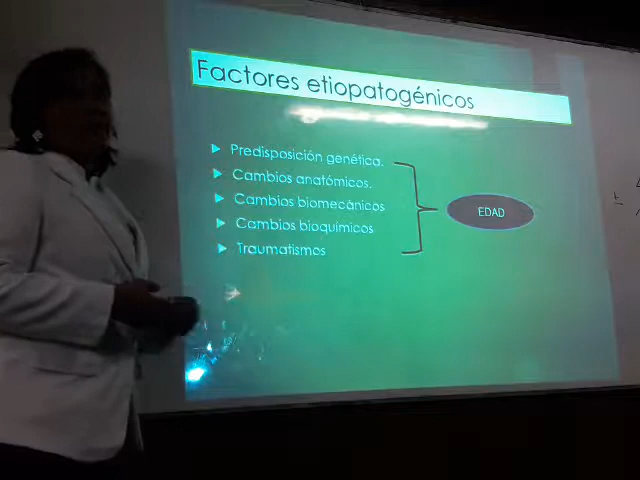 Factores etiopatogénicos
Predisposición genética.
Cambios anatómicos.
Cambios biomecánicos
Cambios bioquímicos
Traumatismos
EDAD